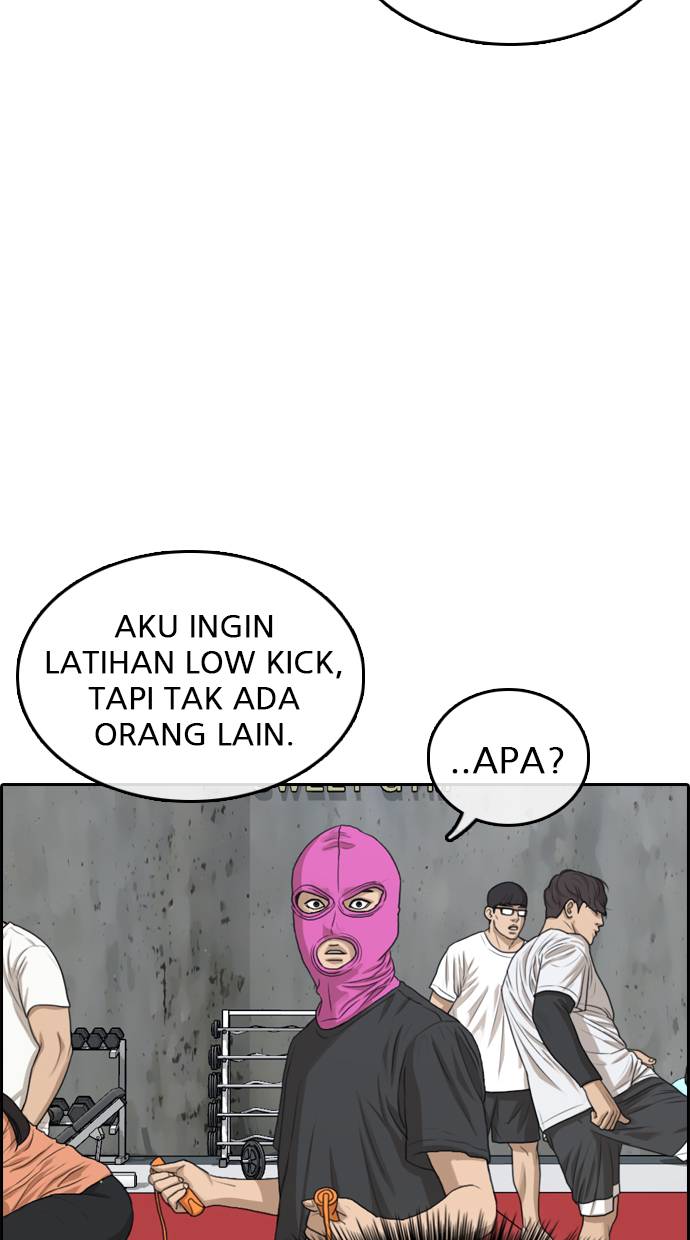 AKU INGIN
LATIHAN LOW KICK,
TAPI TAK ADA
ORANG LAIN.
..APA?